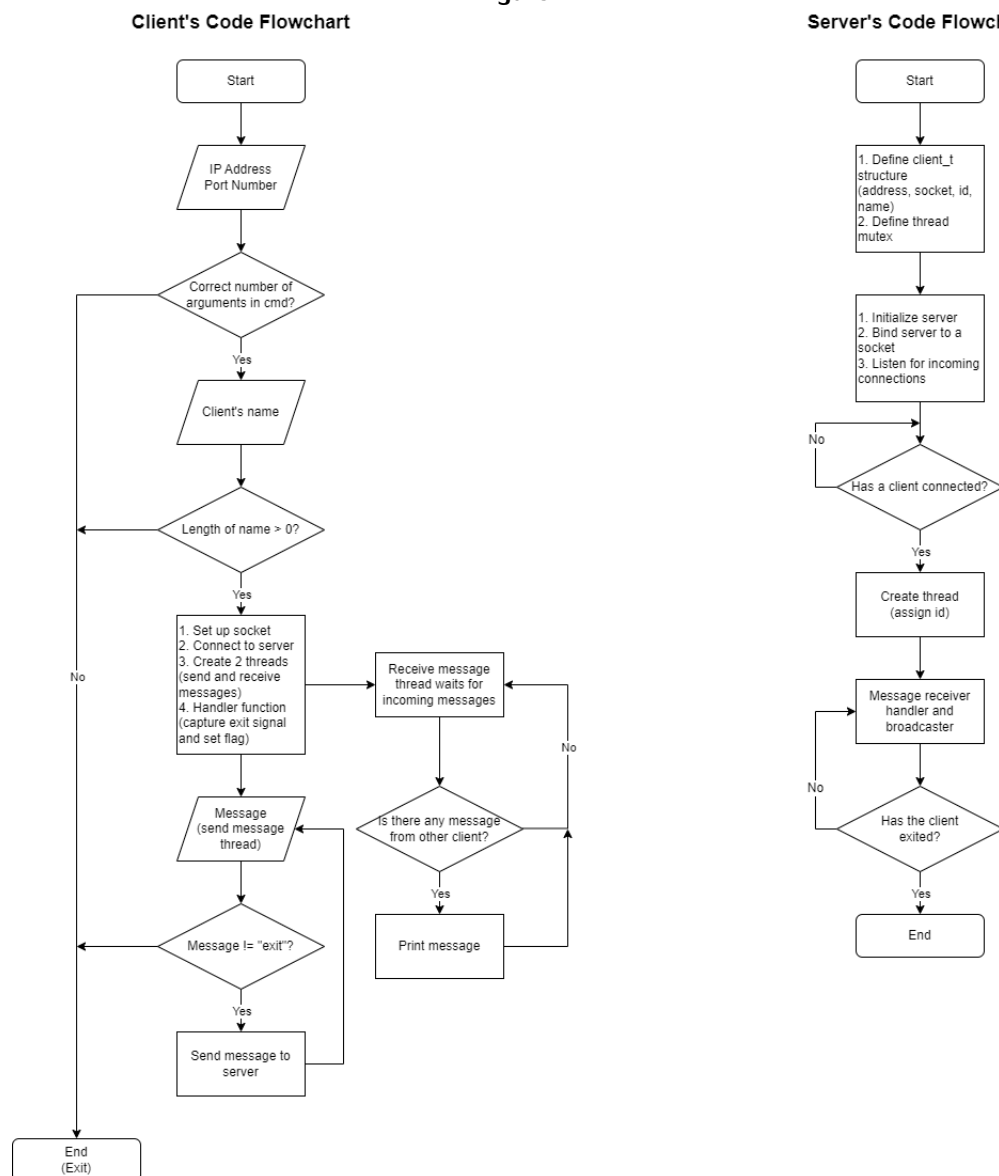 Client's Code Flowchart
Start
IP Address
Port Number
Correct number of
arguments in cmd?
Yes
Client's name
Length of name > 0?
Yes
1. Set up socket
2. Connect to server
3. Create 2 threads
(send and receive
messages)
4. Handler function
(capture exit signal
and set flag)
No
Receive message
thread waits for
incoming messages
No
Message
(send message
thread)
Is there any message
from other client?
Yes
Print message
Message != "exit"?
Yes
Send message to
server
End
(Exit)
Server's Code
Start
1. Define client_t
structure
(address, socket, id,
name)
2. Define thread
mutex
1. Initialize server
2. Bind server to a
socket
3. Listen for incoming
connections
No
Has a client connected?
Yes
Create thread
(assign id)
Message receiver
handler and
broadcaster
No
Has the client
exited?
Yes
End